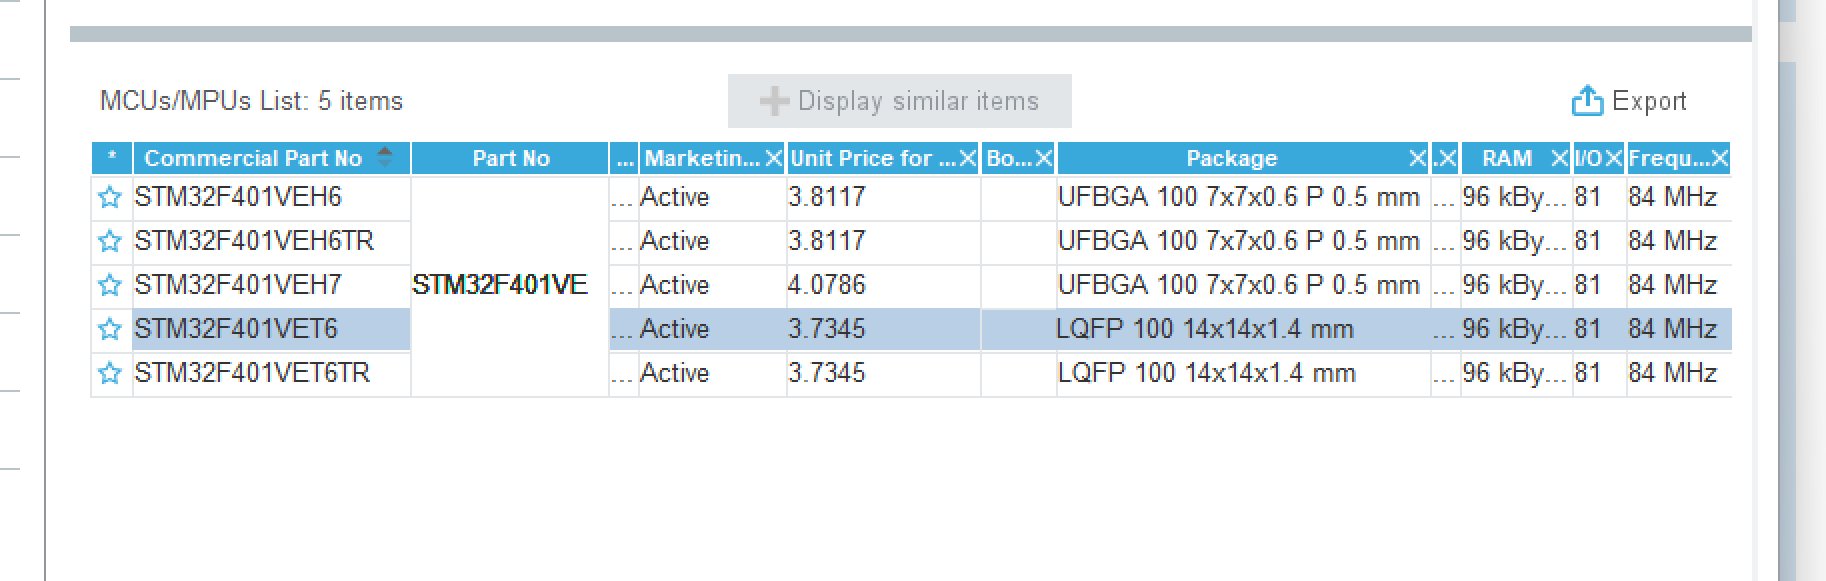 MCUs/MPUs List: 5 items
Display similar items
Export
* Commercial Part No Part No ... Marketin... Unit Price for ... Bo... Package . RAM I/O Frequ...
STM32F401VEH6 ... Active 3.8117 UFBGA 100 7x7x0.6 P 0.5 mm ... 96 kBy... 81 84 MHz
STM32F401VEH6TR ... Active 3.8117 UFBGA 100 7x7x0.6 P 0.5 mm ... 96 kBy... 81 84 MHz
STM32F401VEH7 STM32F401VE ... Active 4.0786 UFBGA 100 7x7x0.6 P 0.5 mm ... 96 kBy... 81 84 MHz
STM32F401VET6 ... Active 3.7345 LQFP 100 14x14x1.4 mm ... 96 kBy... 81 84 MHz
STM32F401VET6TR ... Active 3.7345 LQFP 100 14x14x1.4 mm ... 96 kBy... 81 84 MHz